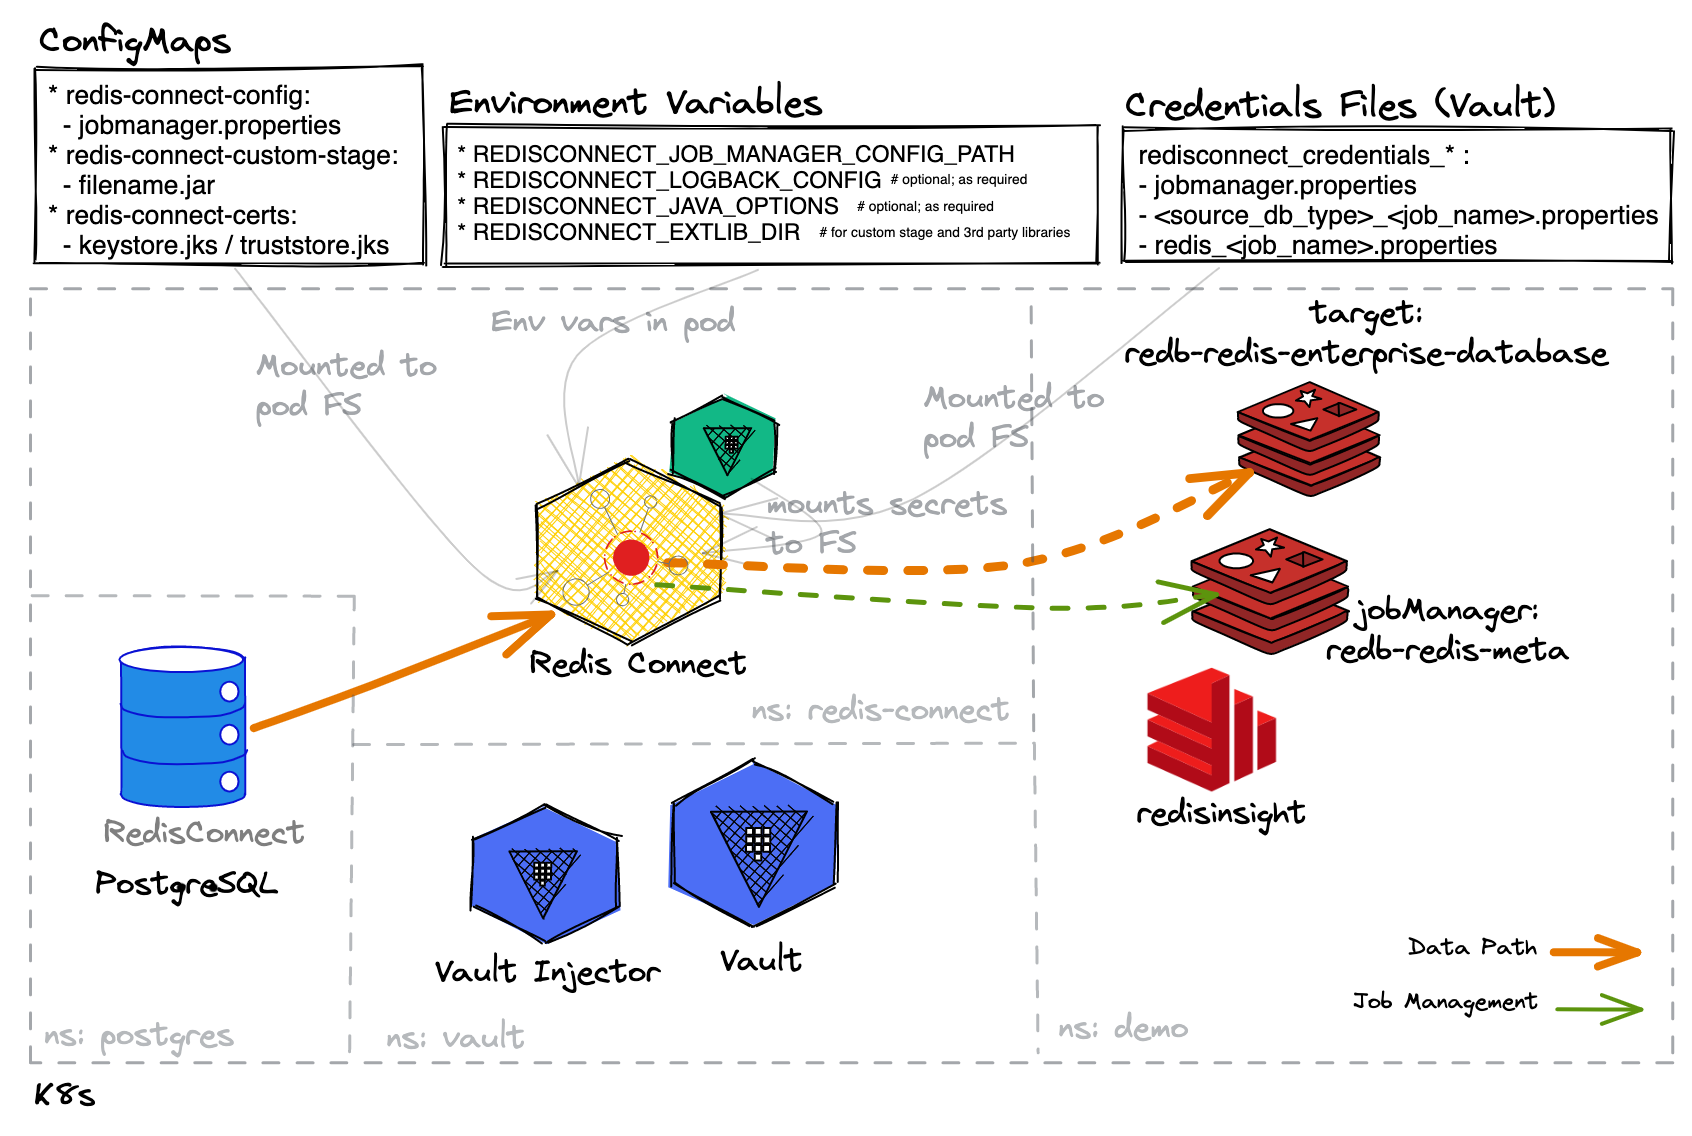 ConfigMaps
* redis-connect-config:
- jobmanager.properties
* redis-connect-custom-stage:
- filename.jar
* redis-connect-certs:
- keystore.jks / truststore.jks
Environment Variables
* REDISCONNECT_JOB_MANAGER_CONFIG_PATH
* REDISCONNECT_LOGBACK_CONFIG # optional; as required
* REDISCONNECT_JAVA_OPTIONS # optional; as required
* REDISCONNECT_EXTLIB_DIR # for custom stage and 3rd party libraries
Credentials Files (Vault)
redisconnect_credentials_* :
- jobmanager.properties
- <source_db_type>_<job_name>.properties
- redis_<job_name>.properties
Mounted to
pod FS
Env vars in pod
Mounted to
pod FS
mounts secrets
to FS
target:
redb-redis-enterprise-database
jobManager:
redb-redis-meta
redisinsight
Redis Connect
ns: redis-connect
RedisConnect
PostgreSQL
ns: postgres
Vault Injector
Vault
ns: vault
Data Path
Job Management
ns: demo
K8s